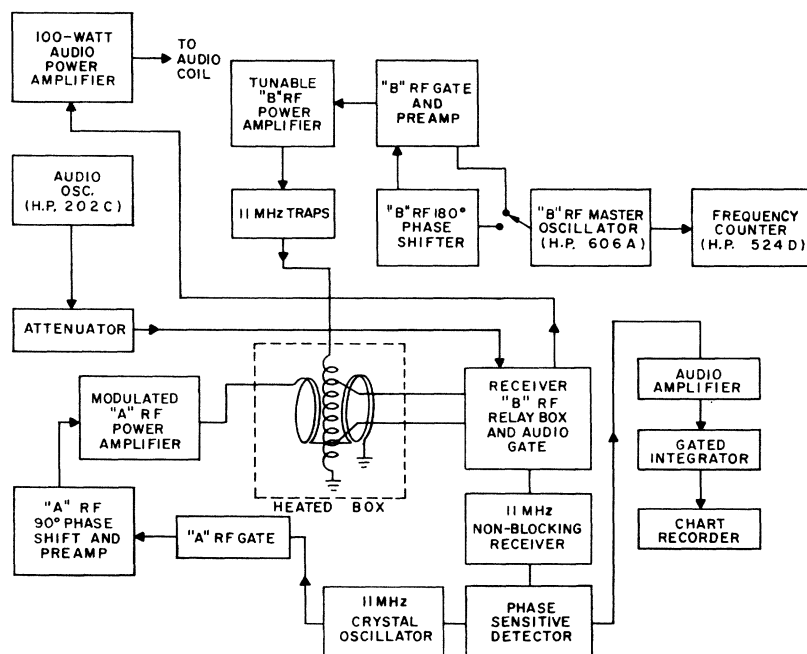 100-WATT
AUDIO
POWER
AMPLIFIER
TO
AUDIO
COIL
TUNABLE
"B" RF
POWER
AMPLIFIER
"B" RF GATE
AND
PREAMP
AUDIO
OSC.
(H.P. 202C)
11 MHz TRAPS
"B" RF 180°
PHASE
SHIFTER
"B" RF MASTER
OSCILLATOR
(H.P. 606A)
FREQUENCY
COUNTER
(H.P. 524D)
ATTENUATOR
MODULATED
"A" RF
POWER
AMPLIFIER
RECEIVER
"B" RF
RELAY BOX
AND AUDIO
GATE
AUDIO
AMPLIFIER
GATED
INTEGRATOR
CHART
RECORDER
HEATED BOX
"A" RF
90° PHASE
SHIFT AND
PREAMP
"A" RF GATE
11 MHz
NON-BLOCKING
RECEIVER
11 MHz
CRYSTAL
OSCILLATOR
PHASE
SENSITIVE
DETECTOR